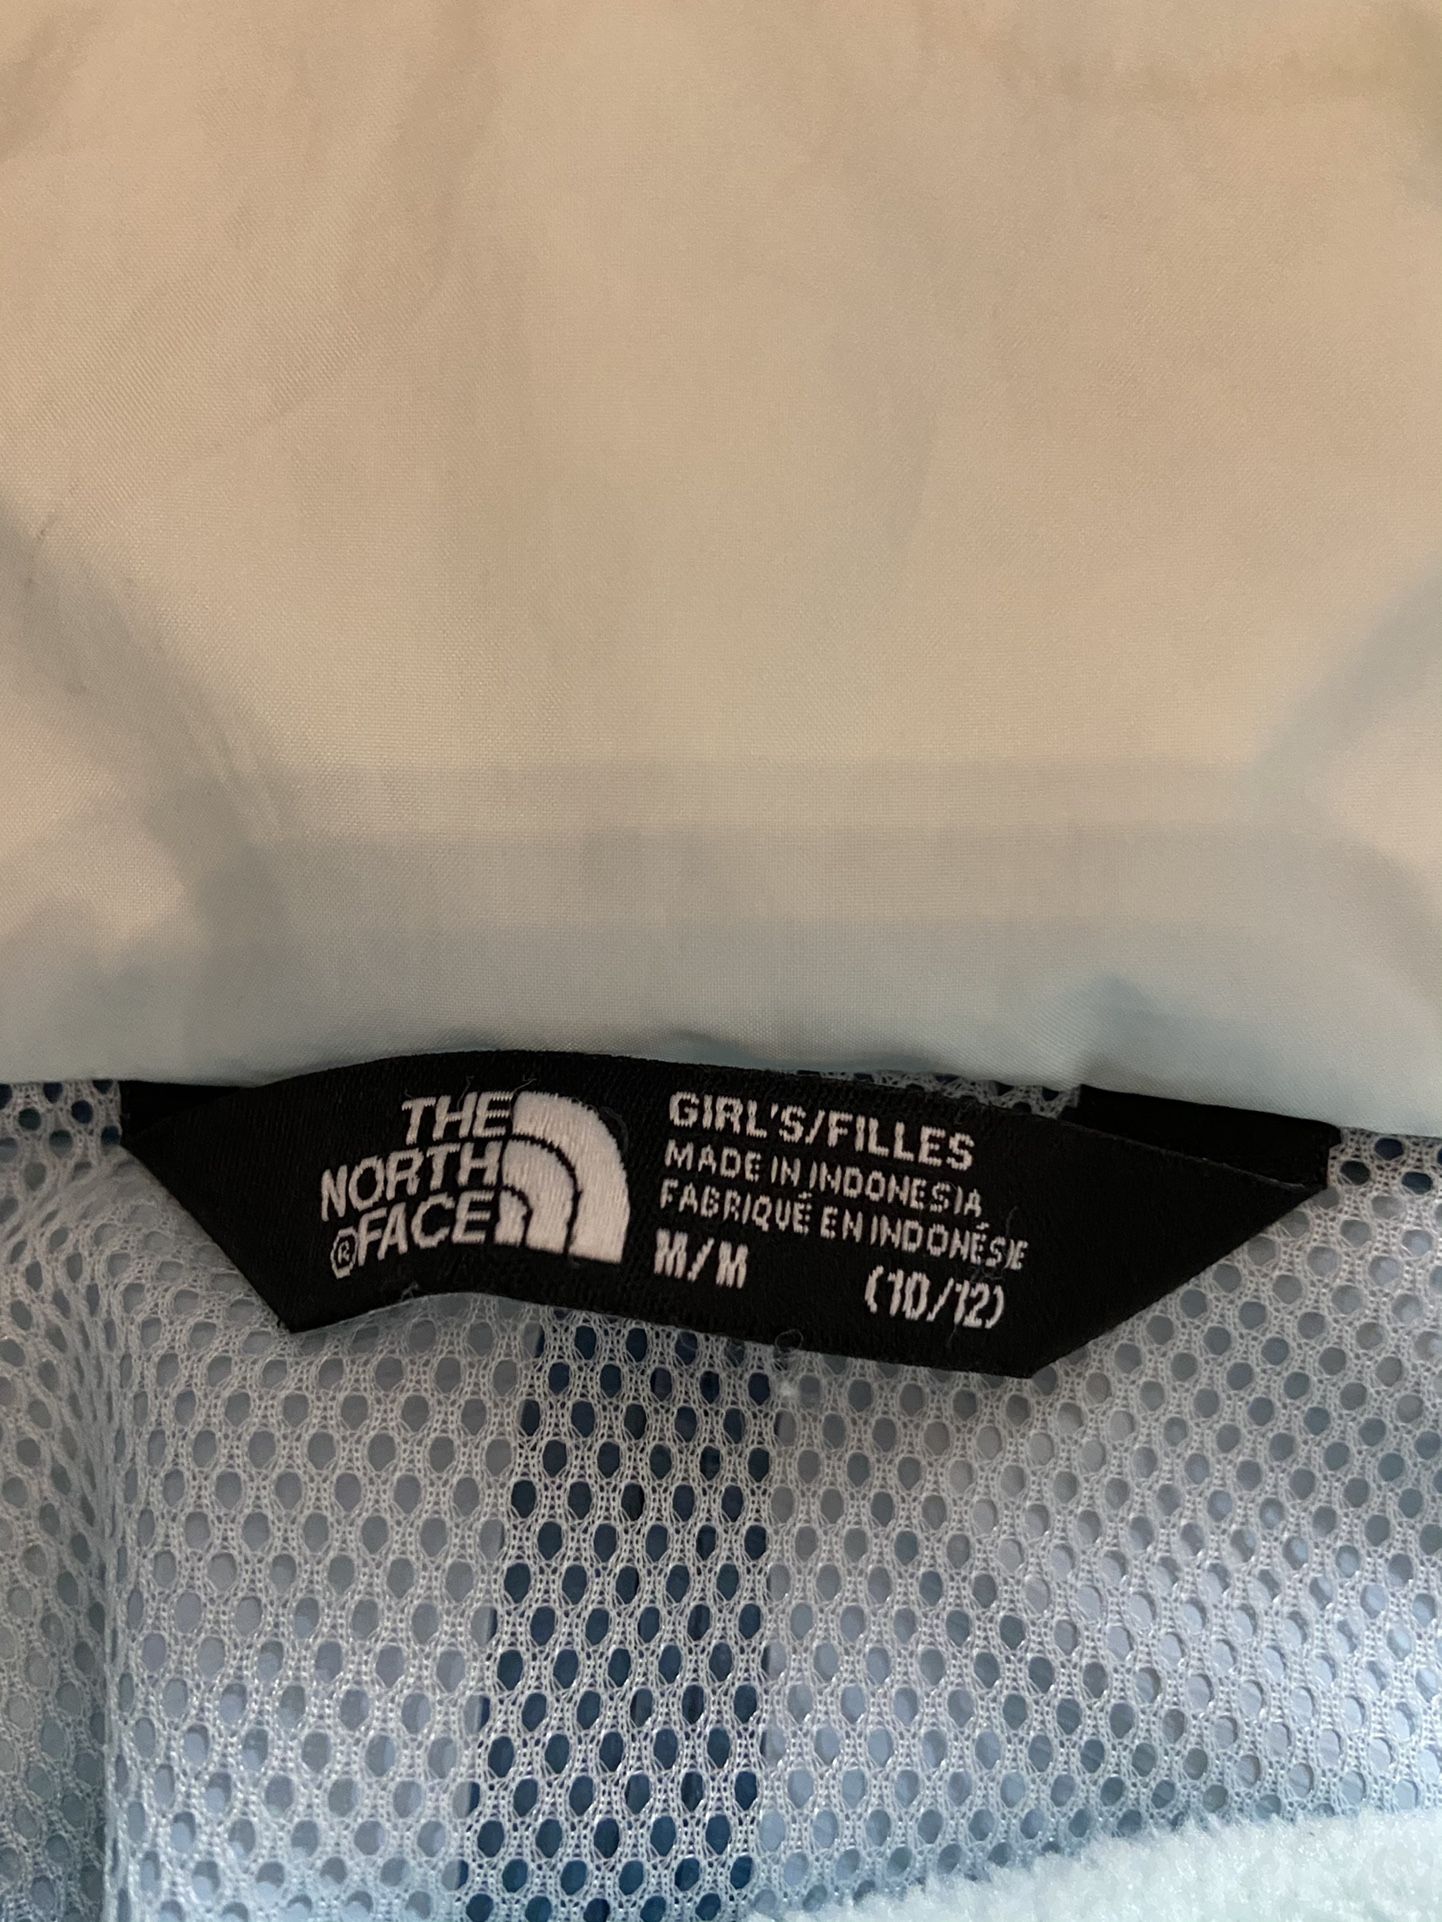 THE
NORTH
®FACE
GIRL'S/FILLES
MADE IN INDONESIA
FABRIQUÉ EN INDONÉSIE
M/M (10/12)